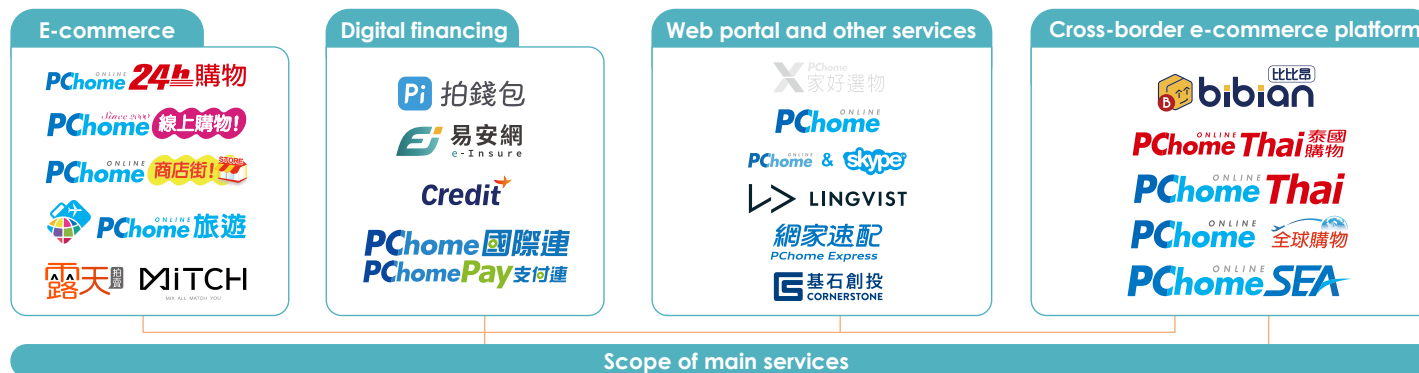 E-commerce
PChome ONLINE 24h購物
PChome Since 2000 線上購物!
PChome ONLINE 商店街! STORE
PChome ONLINE 旅遊
露天拍賣 MiTCH
MIX ALL MATCH YOU
Digital financing
Pi 拍錢包
易安網
e-Insure
Credit
PChome國際連
PChomePay支付連
Web portal and other services
PChome
X 家好選物
PChome ONLINE
PChome ONLINE & skype
LINGVIST
網家速配
PChome Express
基石創投
CORNERSTONE
Cross-border e-commerce platform
比比昂
B bibian
PChome ONLINE Thai 泰國購物
PChome ONLINE Thai
PChome ONLINE 全球購物
PChome ONLINE SEA
Scope of main services